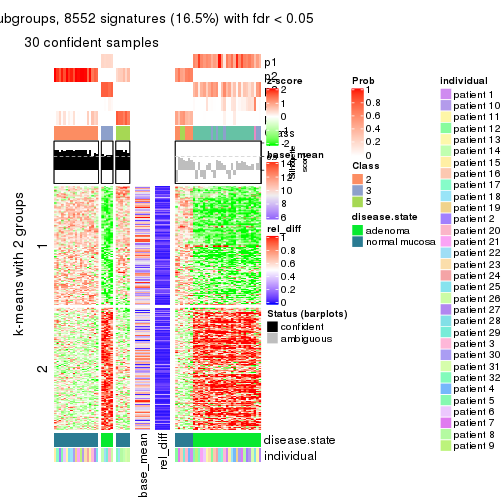 ubgroups, 8552 signatures (16.5%) with fdr < 0.05
30 confident samples
p1
p2
z-score
2
1
0
-1
-2
base_mean
14
12
10
8
6
rel_diff
1
0.8
0.6
0.4
0.2
0
Status (barplots)
confident
ambiguous
score
Prob
1
0.8
0.6
0.4
0.2
0
Class
2
3
5
disease.state
adenoma
normal mucosa
individual
patient 1
patient 10
patient 11
patient 12
patient 13
patient 14
patient 15
patient 16
patient 17
patient 18
patient 19
patient 2
patient 20
patient 21
patient 22
patient 23
patient 24
patient 25
patient 26
patient 27
patient 28
patient 29
patient 3
patient 30
patient 31
patient 32
patient 4
patient 5
patient 6
patient 7
patient 8
patient 9
k-means with 2 groups
1
2
disease.state
individual
base_mean
rel_diff